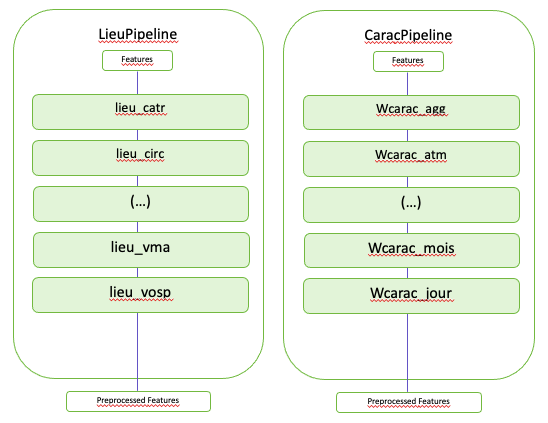 LieuPipeline
Features
lieu_catr
lieu_circ
(...)
lieu_vma
lieu_vosp
Preprocessed Features
CaracPipeline
Features
Wcarac_agg
Wcarac_atm
(...)
Wcarac_mois
Wcarac_jour
Preprocessed Features